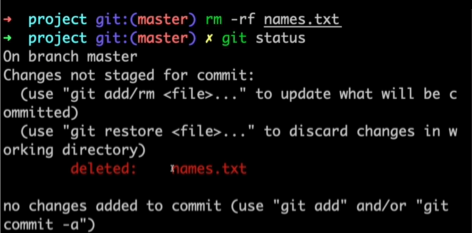 → project git:(master) rm -rf names.txt
→ project git:(master) ✗ git status
On branch master
Changes not staged for commit:
  (use "git add/rm <file>..." to update what will be c
ommitted)
  (use "git restore <file>..." to discard changes in w
orking directory)
        deleted:    names.txt

no changes added to commit (use "git add" and/or "git
commit -a")